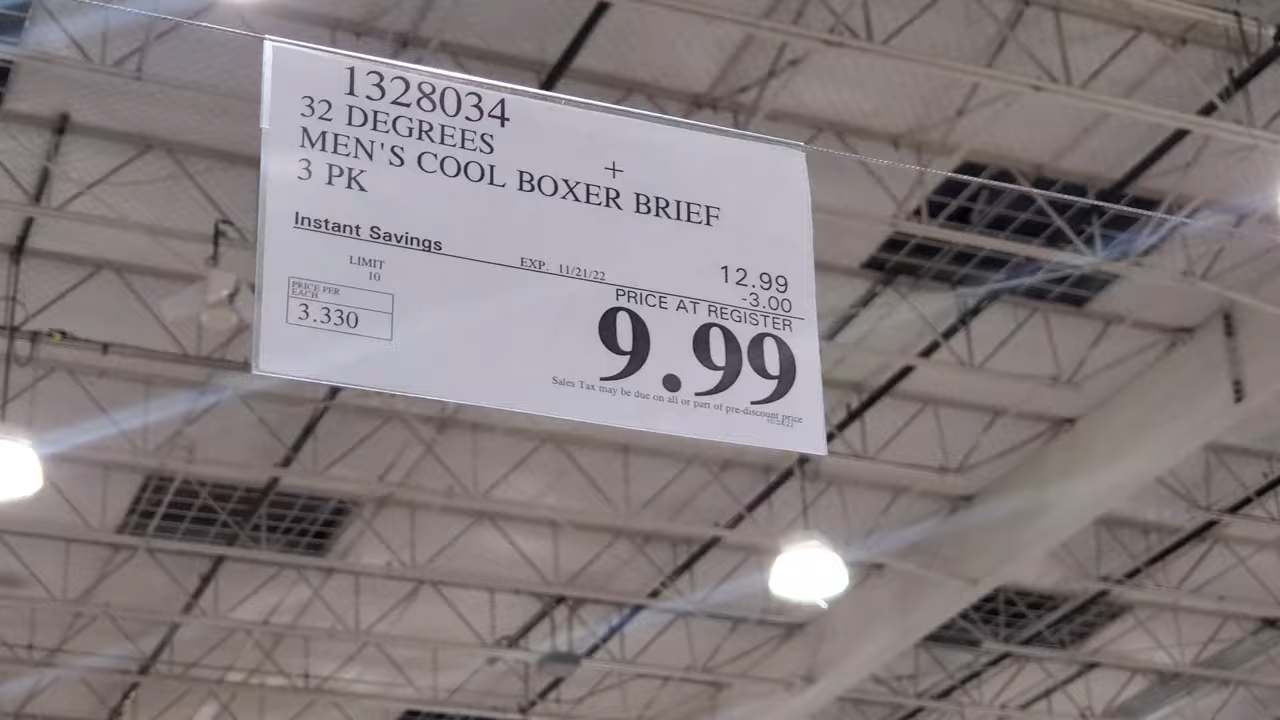 1328034
32 DEGREES +
MEN'S COOL BOXER BRIEF
3 PK
Instant Savings
LIMIT
10
EXP. 11/21/22
12.99
-3.00
PRICE PER
EACH
3.330
PRICE AT REGISTER
9.99
Sales Tax may be due on all or part of pre-discount price